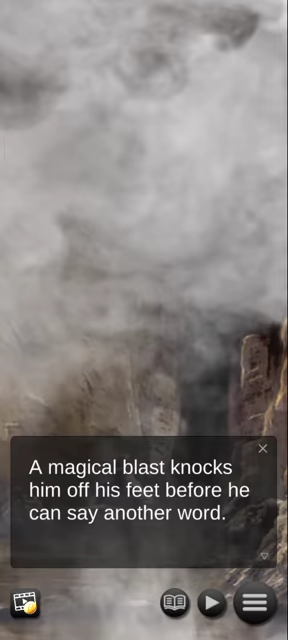 A magical blast knocks
him off his feet before he
can say another word.